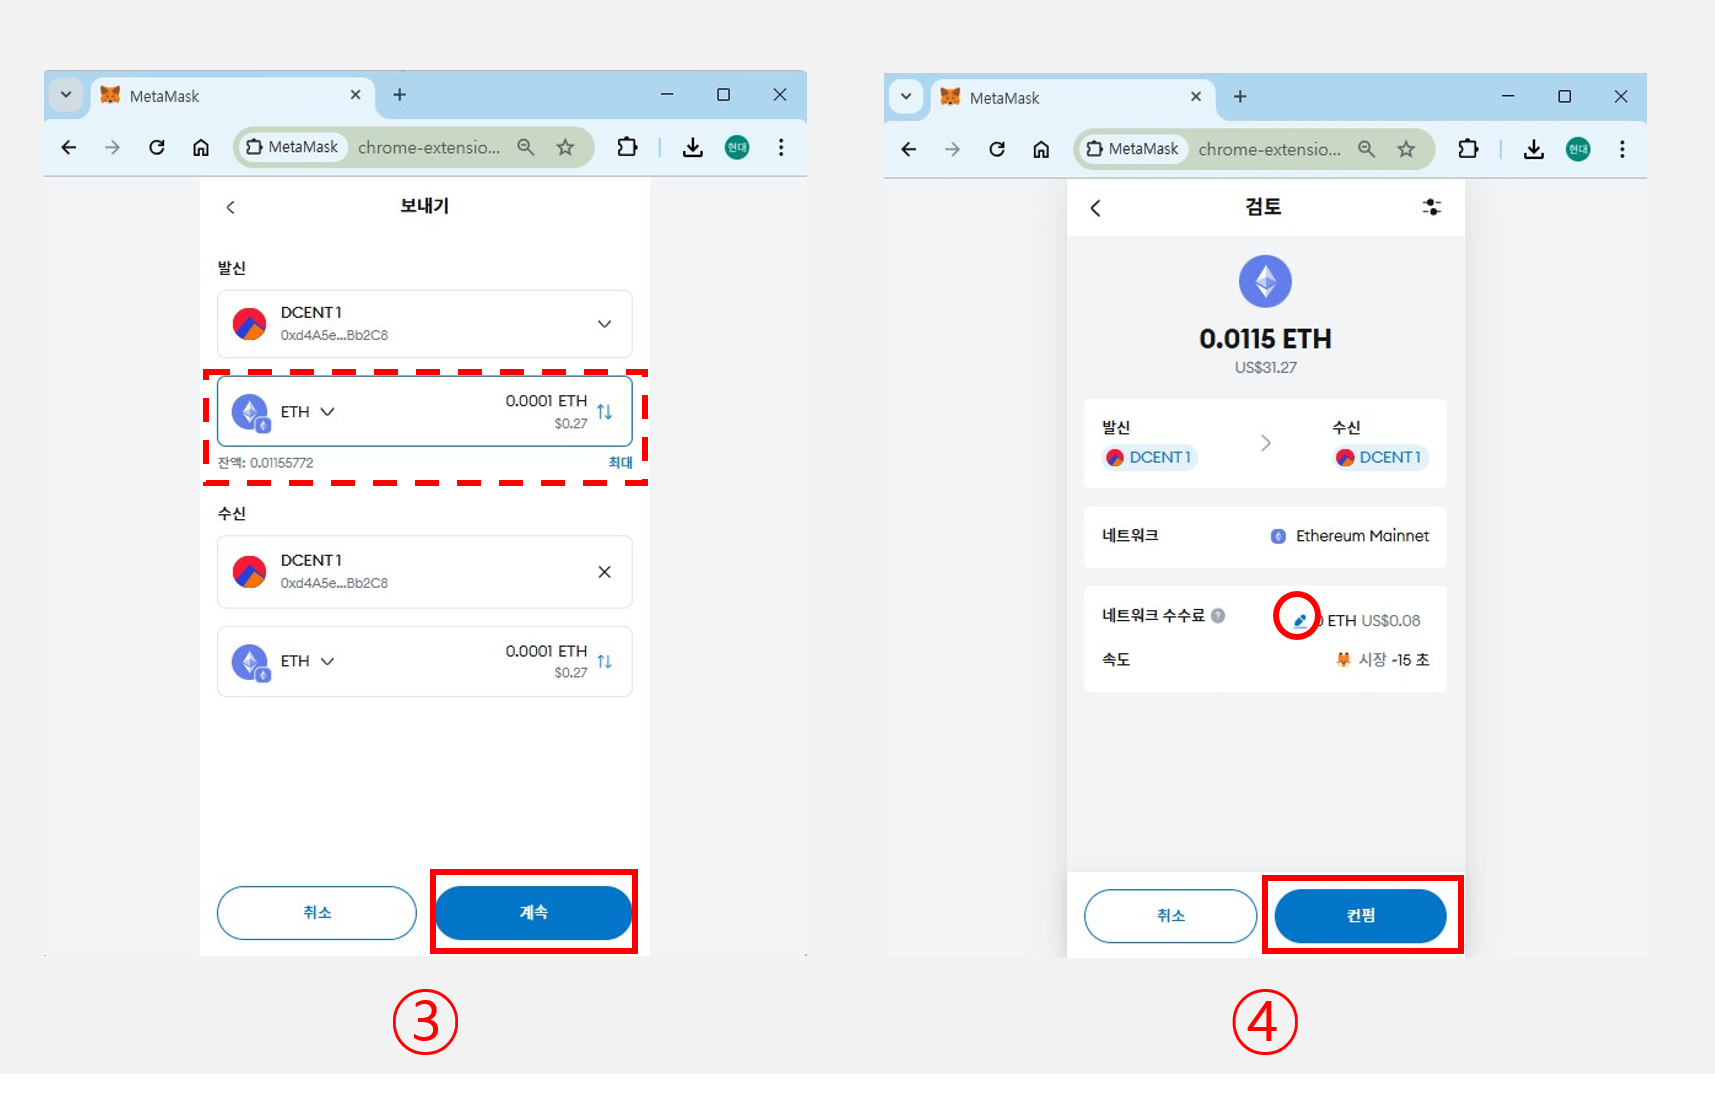 MetaMask
MetaMask
chrome-extensio...
현대
보내기
발신
DCENT 1
0xd4A5e...Bb2C8
ETH
0.0001 ETH
$0.27
잔액: 0.01155772
최대
수신
DCENT 1
0xd4A5e...Bb2C8
ETH
0.0001 ETH
$0.27
취소
계속
③
MetaMask
MetaMask
chrome-extensio...
현대
검토
0.0115 ETH
US$31.27
발신
수신
DCENT 1
DCENT 1
네트워크
Ethereum Mainnet
네트워크 수수료 ?
ETH US$0.08
속도
시장 ~15 초
취소
컨펌
④